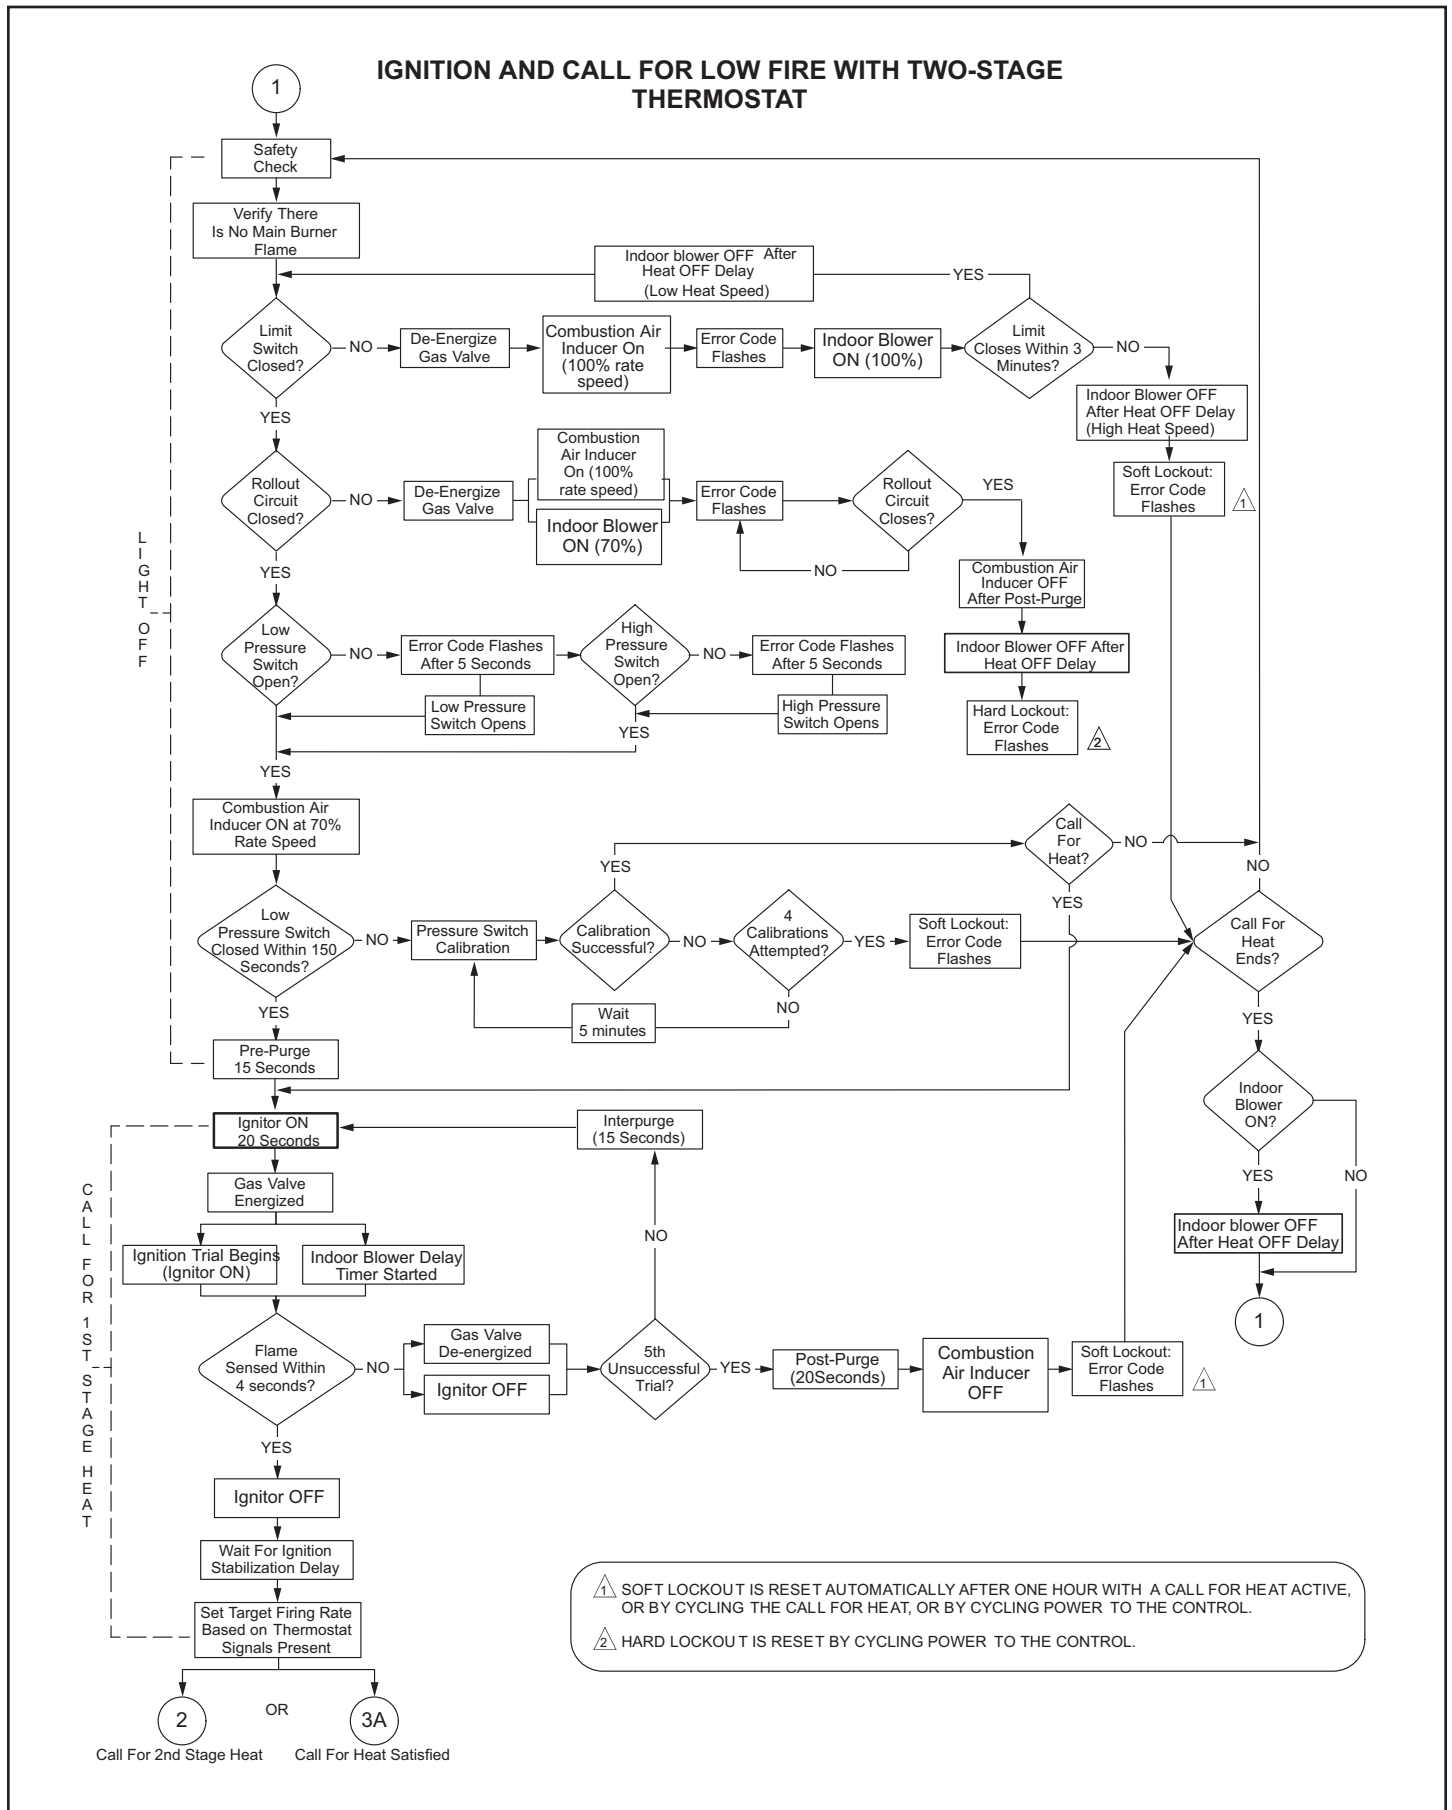 IGNITION AND CALL FOR LOW FIRE WITH TWO-STAGE
THERMOSTAT
1
Safety
Check
Verify There
Is No Main Burner
Flame
Indoor blower OFF After
Heat OFF Delay
(Low Heat Speed)
YES
Limit
Switch
Closed?
NO
De-Energize
Gas Valve
Combustion Air
Inducer On
(100% rate
speed)
Error Code
Flashes
Indoor Blower
ON (100%)
Limit
Closes Within 3
Minutes?
NO
Indoor Blower OFF
After Heat OFF Delay
(High Heat Speed)
Soft Lockout:
Error Code
Flashes
1
YES
Rollout
Circuit
Closed?
NO
De-Energize
Gas Valve
Combustion
Air Inducer
On (100%
rate speed)
Indoor Blower
ON (70%)
Error Code
Flashes
Rollout
Circuit
Closes?
YES
NO
Combustion Air
Inducer OFF
After Post-Purge
Indoor Blower OFF After
Heat OFF Delay
Hard Lockout:
Error Code
Flashes
2
LIGHT OFF
YES
Low
Pressure
Switch
Open?
NO
Error Code Flashes
After 5 Seconds
Low Pressure
Switch Opens
High
Pressure
Switch
Open?
NO
Error Code Flashes
After 5 Seconds
High Pressure
Switch Opens
YES
YES
Combustion Air
Inducer ON at 70%
Rate Speed
Call
For
Heat?
NO
YES
YES
NO
Low
Pressure Switch
Closed Within 150
Seconds?
NO
Pressure Switch
Calibration
Calibration
Successful?
NO
4
Calibrations
Attempted?
YES
Soft Lockout:
Error Code
Flashes
Call For
Heat
Ends?
NO
Wait
5 minutes
YES
YES
Pre-Purge
15 Seconds
Indoor
Blower
ON?
YES
NO
Indoor blower OFF
After Heat OFF Delay
1
Ignitor ON
20 Seconds
Interpurge
(15 Seconds)
Gas Valve
Energized
NO
Ignition Trial Begins
(Ignitor ON)
Indoor Blower Delay
Timer Started
CALL FOR 1ST STAGE HEAT
Flame
Sensed Within
4 seconds?
NO
Gas Valve
De-energized
Ignitor OFF
5th
Unsuccessful
Trial?
YES
Post-Purge
(20Seconds)
Combustion
Air Inducer
OFF
Soft Lockout:
Error Code
Flashes
1
YES
Ignitor OFF
Wait For Ignition
Stabilization Delay
Set Target Firing Rate
Based on Thermostat
Signals Present
2
OR
3A
Call For 2nd Stage Heat
Call For Heat Satisfied
1 SOFT LOCKOUT IS RESET AUTOMATICALLY AFTER ONE HOUR WITH A CALL FOR HEAT ACTIVE,
OR BY CYCLING THE CALL FOR HEAT, OR BY CYCLING POWER TO THE CONTROL.
2 HARD LOCKOUT IS RESET BY CYCLING POWER TO THE CONTROL.